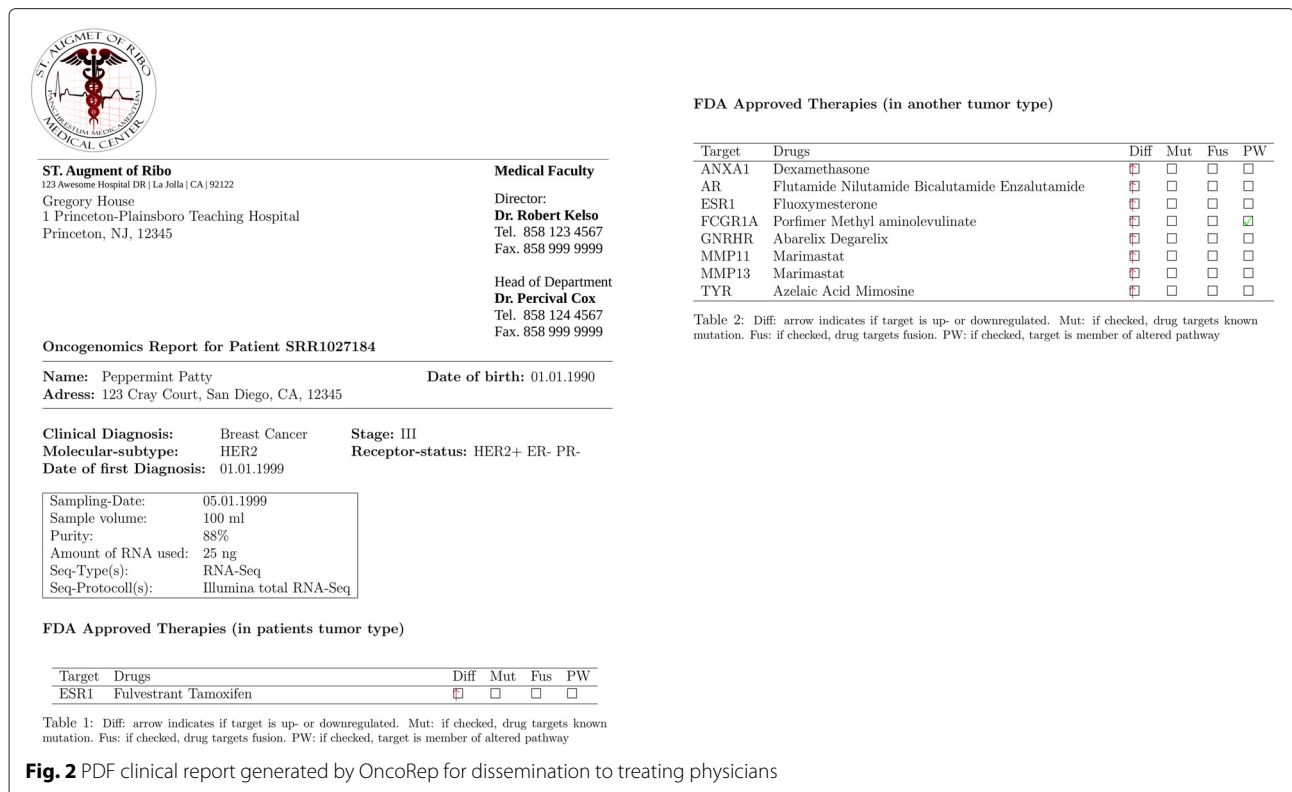 ST. AUGMET OF RIBO
PANCHRESTUM MEDICAMENTUM
MEDICAL CENTER
ST. Augment of Ribo
123 Awesome Hospital DR | La Jolla | CA | 92122
Gregory House
1 Princeton-Plainsboro Teaching Hospital
Princeton, NJ, 12345
Medical Faculty
Director:
Dr. Robert Kelso
Tel. 858 123 4567
Fax. 858 999 9999
Head of Department
Dr. Percival Cox
Tel. 858 124 4567
Fax. 858 999 9999
Oncogenomics Report for Patient SRR1027184
Name: Peppermint Patty Date of birth: 01.01.1990
Adress: 123 Cray Court, San Diego, CA, 12345
Clinical Diagnosis: Breast Cancer Stage: III
Molecular-subtype: HER2 Receptor-status: HER2+ ER- PR-
Date of first Diagnosis: 01.01.1999
Sampling-Date: 05.01.1999
Sample volume: 100 ml
Purity: 88%
Amount of RNA used: 25 ng
Seq-Type(s): RNA-Seq
Seq-Protocoll(s): Illumina total RNA-Seq
FDA Approved Therapies (in patients tumor type)
Target Drugs Diff Mut Fus PW
ESR1 Fulvestrant Tamoxifen ↑ ☐ ☐ ☐
Table 1: Diff: arrow indicates if target is up- or downregulated. Mut: if checked, drug targets known
mutation. Fus: if checked, drug targets fusion. PW: if checked, target is member of altered pathway
FDA Approved Therapies (in another tumor type)
Target Drugs Diff Mut Fus PW
ANXA1 Dexamethasone ↑ ☐ ☐ ☐
AR Flutamide Nilutamide Bicalutamide Enzalutamide ↑ ☐ ☐ ☐
ESR1 Fluoxymesterone ↑ ☐ ☐ ☐
FCGR1A Porfimer Methyl aminolevulinate ↑ ☐ ☐ ☑
GNRHR Abarelix Degarelix ↑ ☐ ☐ ☐
MMP11 Marimastat ↑ ☐ ☐ ☐
MMP13 Marimastat ↑ ☐ ☐ ☐
TYR Azelaic Acid Mimosine ↑ ☐ ☐ ☐
Table 2: Diff: arrow indicates if target is up- or downregulated. Mut: if checked, drug targets known
mutation. Fus: if checked, drug targets fusion. PW: if checked, target is member of altered pathway
Fig. 2 PDF clinical report generated by OncoRep for dissemination to treating physicians